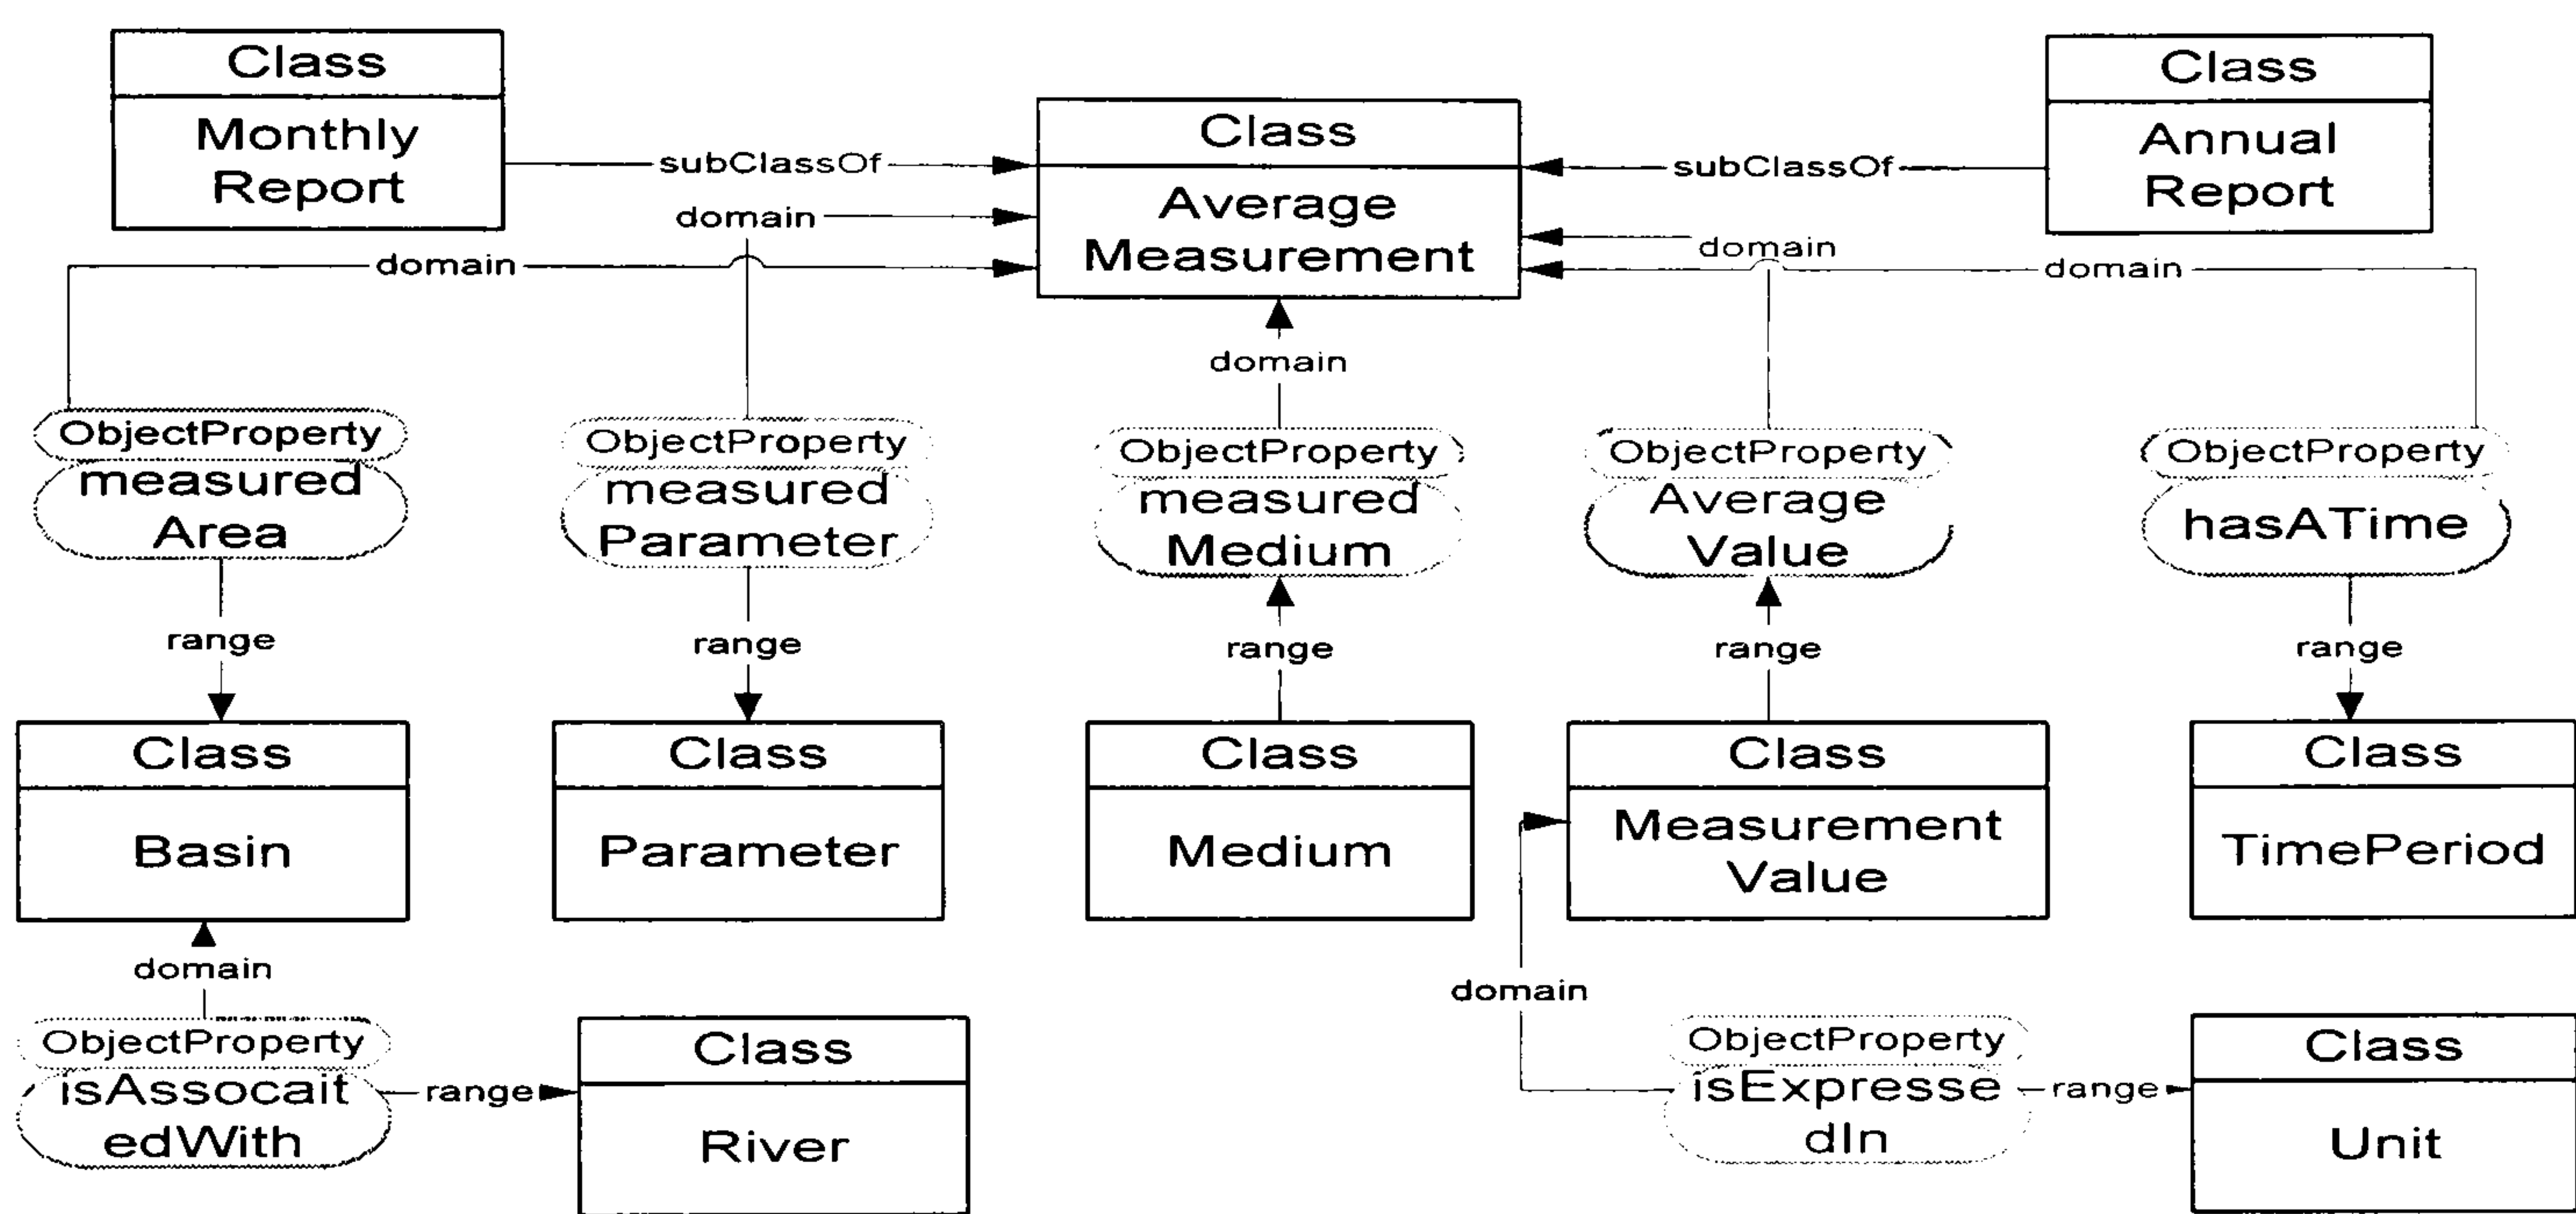 Class
Monthly
Report
subClassOf
Class
Average
Measurement
subClassOf
Class
Annual
Report
domain
domain
domain
domain
domain
ObjectProperty
measured
Area
ObjectProperty
measured
Parameter
ObjectProperty
measured
Medium
ObjectProperty
Average
Value
ObjectProperty
hasATime
range
range
range
range
range
Class
Basin
Class
Parameter
Class
Medium
Class
Measurement
Value
Class
TimePeriod
domain
domain
ObjectProperty
isAssocait
edWith
range
Class
River
ObjectProperty
isExpresse
dIn
range
Class
Unit